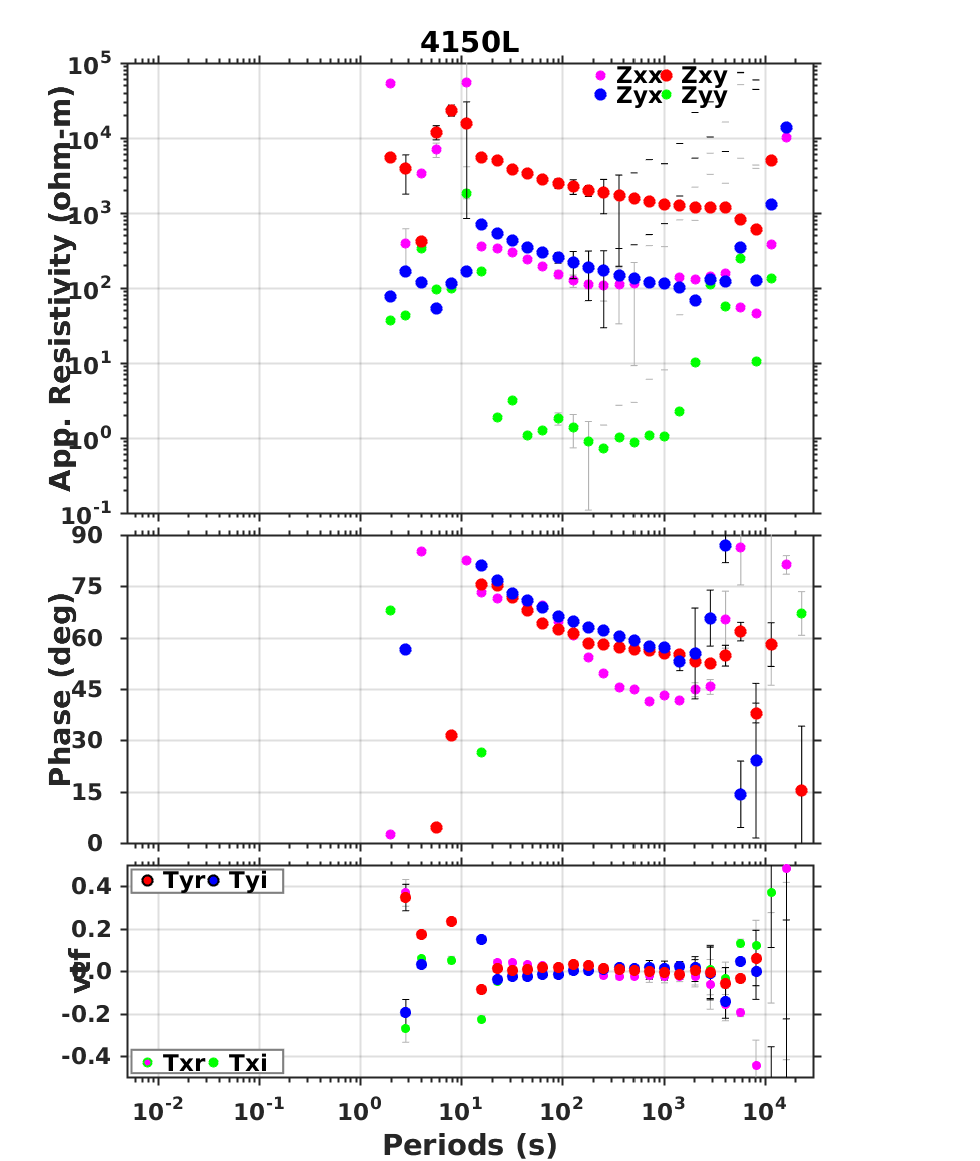 4150L
10^5
10^4
10^3
10^2
10^1
10^0
10^-1
App. Resistivity (ohm-m)
Zxx Zxy
Zyx Zyy
90
75
60
45
30
15
0
Phase (deg)
Tyr Tyi
0.4
0.2
0.0
-0.2
-0.4
vtf
Txr Txi
10^-2 10^-1 10^0 10^1 10^2 10^3 10^4
Periods (s)